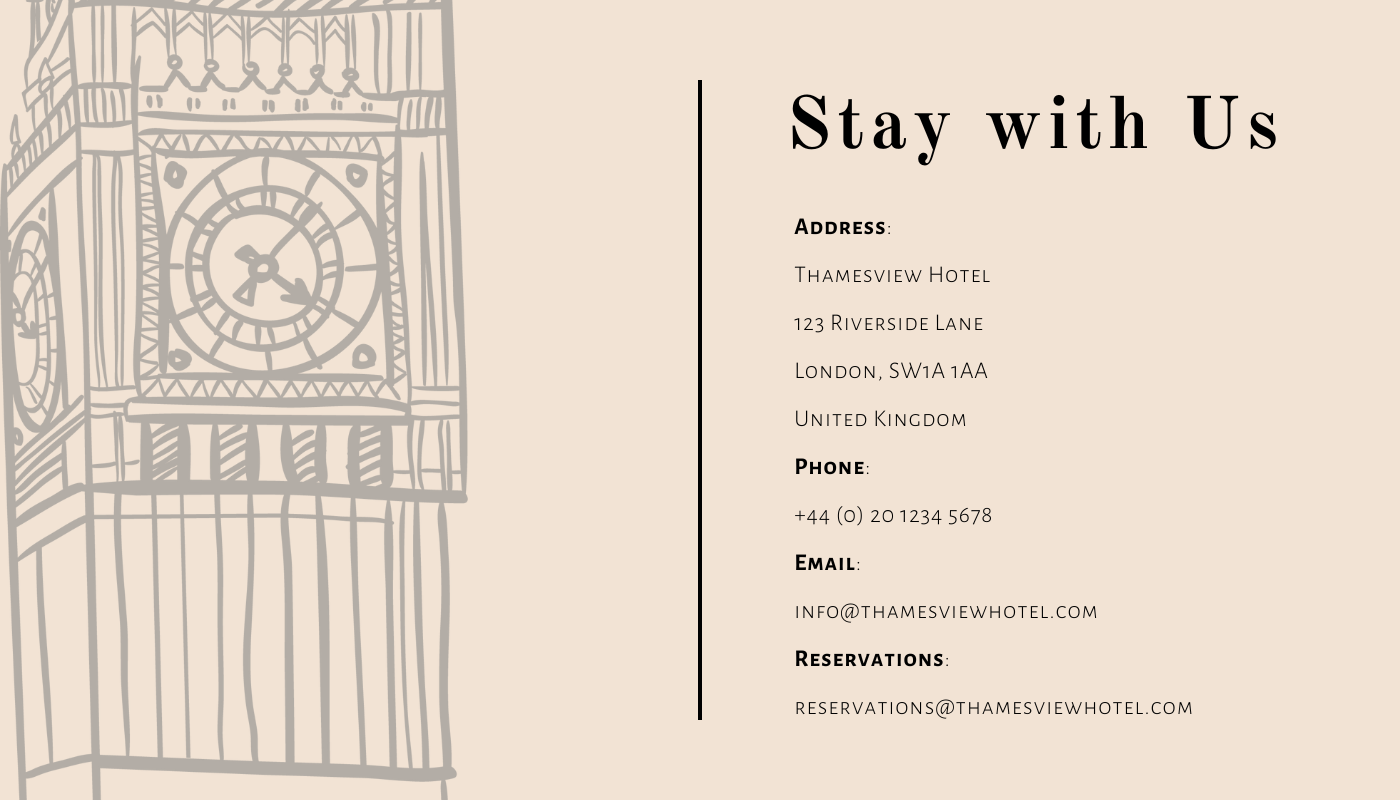 Stay with Us
Address:
Thamesview Hotel
123 Riverside Lane
London, SW1A 1AA
United Kingdom
Phone:
+44 (0) 20 1234 5678
Email:
info@thamesviewhotel.com
Reservations:
reservations@thamesviewhotel.com